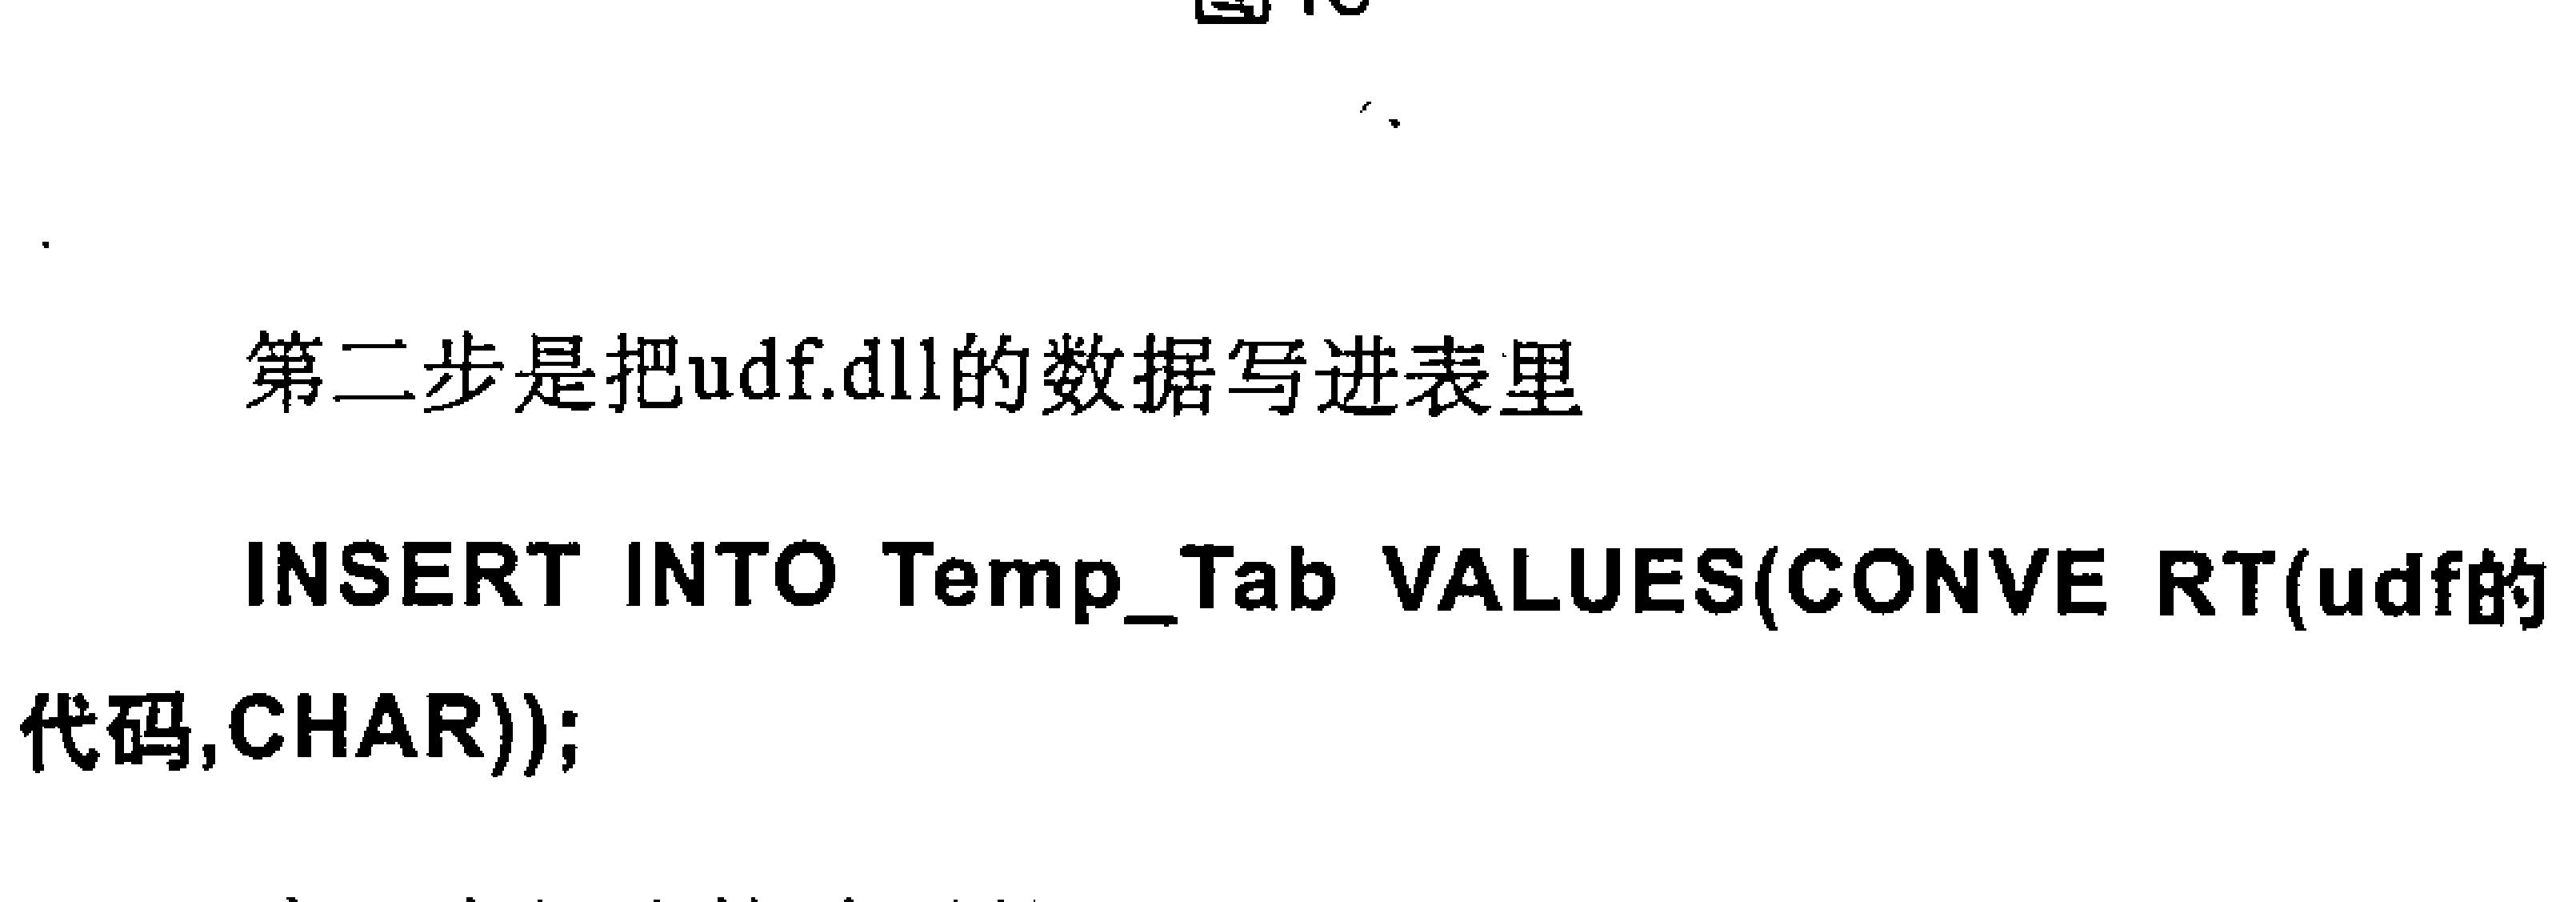 第二步是把udf.dll的数据写进表里
INSERT INTO Temp_Tab VALUES(CONVE RT(udf的
代码,CHAR));